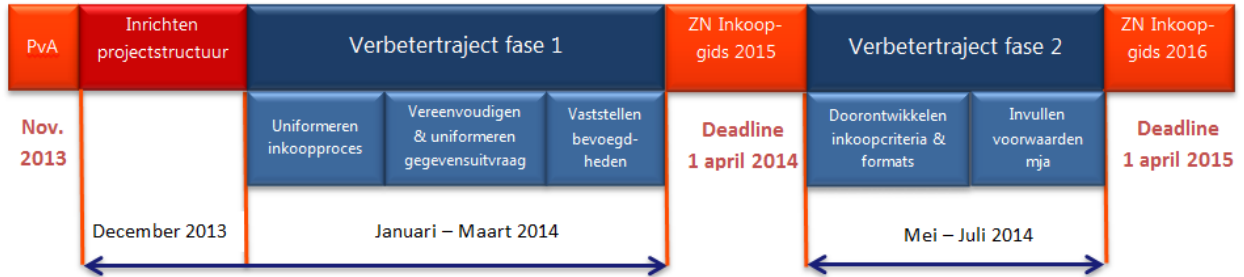 PvA
Inrichten
projectstructuur
Verbetertraject fase 1
ZN Inkoop-
gids 2015
Verbetertraject fase 2
ZN Inkoop-
gids 2016
Nov.
2013
Uniformeren
inkoopproces
Vereenvoudigen
& uniformeren
gegevensuitvraag
Vaststellen
bevoegd-
heden
Deadline
1 april 2014
Doorontwikkelen
inkoopcriteria &
formats
Invullen
voorwaarden
mja
Deadline
1 april 2015
December 2013
Januari – Maart 2014
Mei – Juli 2014